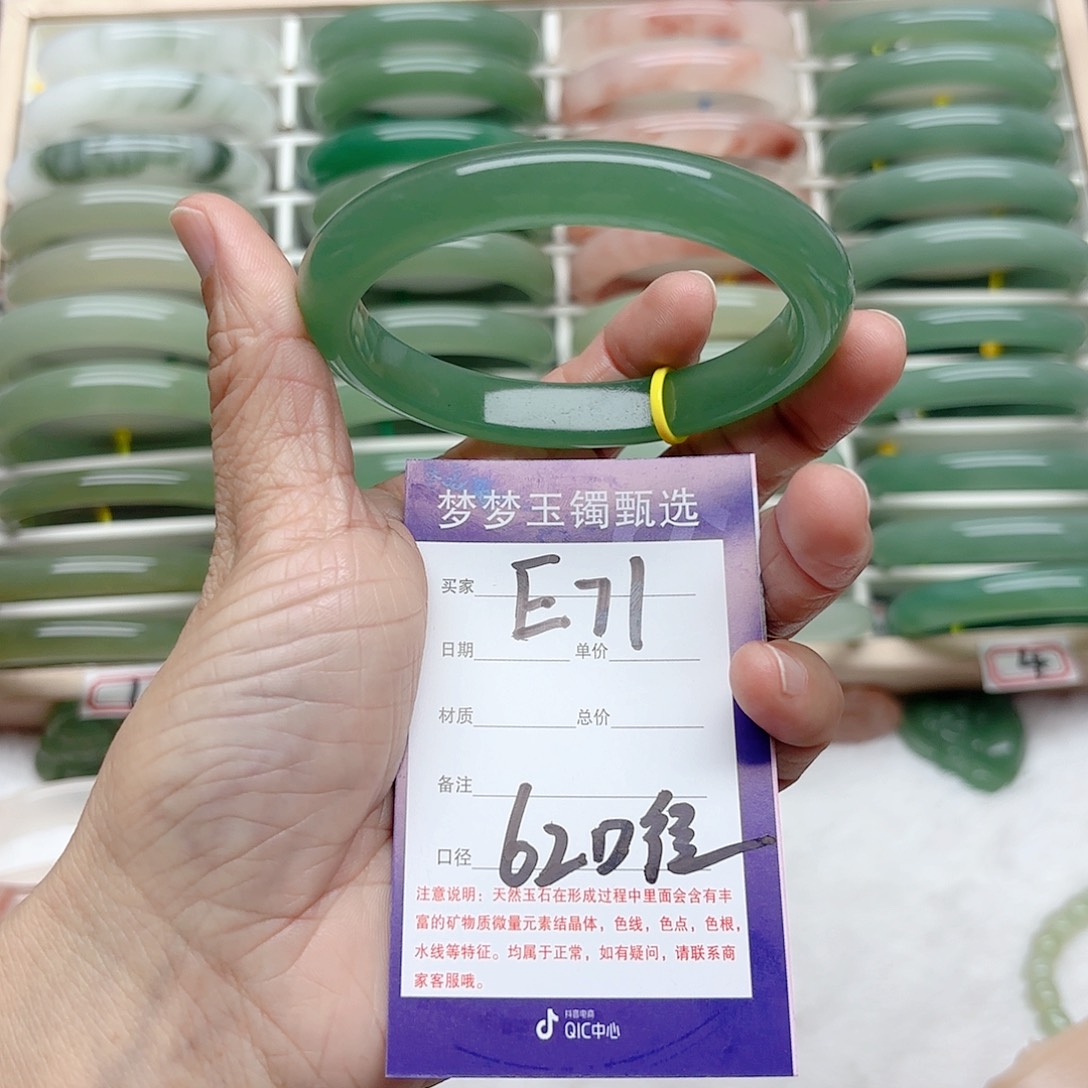 梦梦玉镯甄选
买家 E71
日期 单价
材质 总价
备注
口径 62口径
注意说明：天然玉石在形成过程中里面会含有丰
富的矿物质微量元素结晶体，色线，色点，色根，
水线等特征。均属于正常，如有疑问，请联系商
家客服哦。
抖音电商
QIC中心
1
4